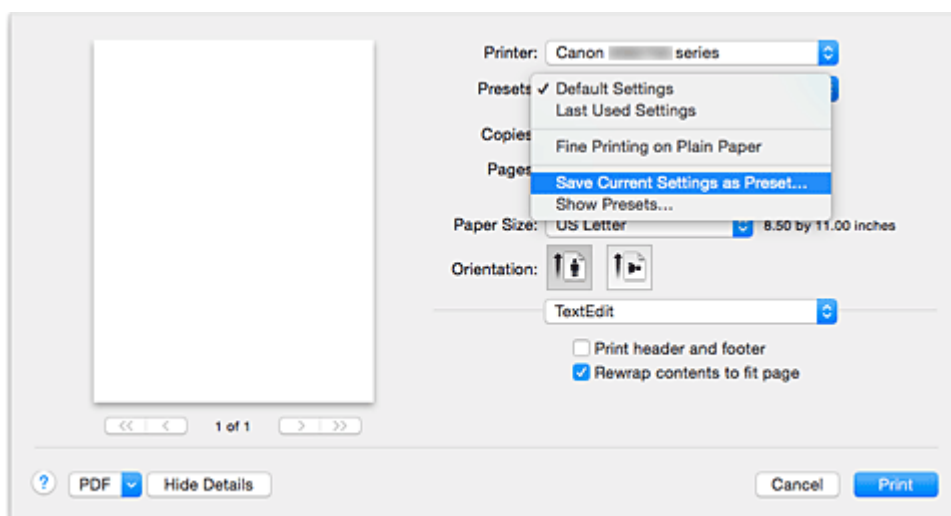 Printer: Canon series
Presets ✓ Default Settings
Last Used Settings
Copies
Fine Printing on Plain Paper
Pages
Save Current Settings as Preset...
Show Presets...
Paper Size: US Letter 8.50 by 11.00 inches
Orientation:
TextEdit
Print header and footer
Rewrap contents to fit page
1 of 1
? PDF Hide Details Cancel Print